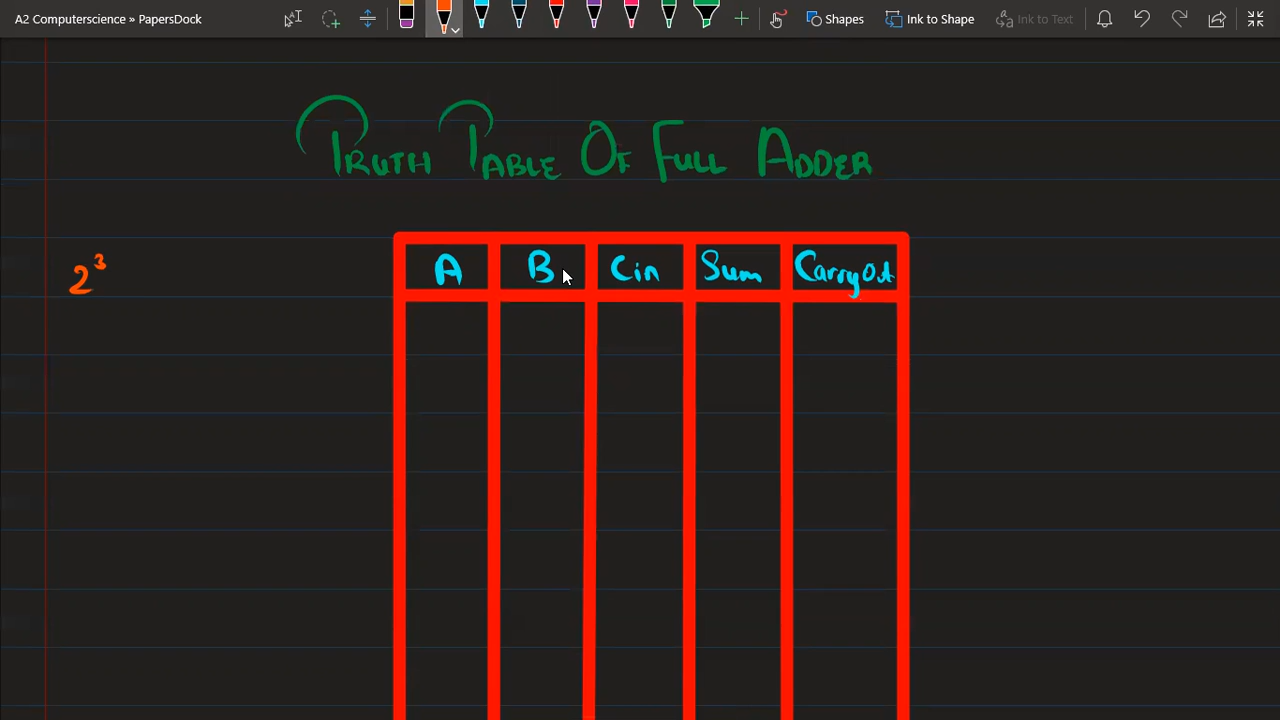 A2 Computerscience » PapersDock
Shapes
Ink to Shape
Ink to Text
TRUTH TABLE OF FULL ADDER
2³
A B Cin Sum CarryOut